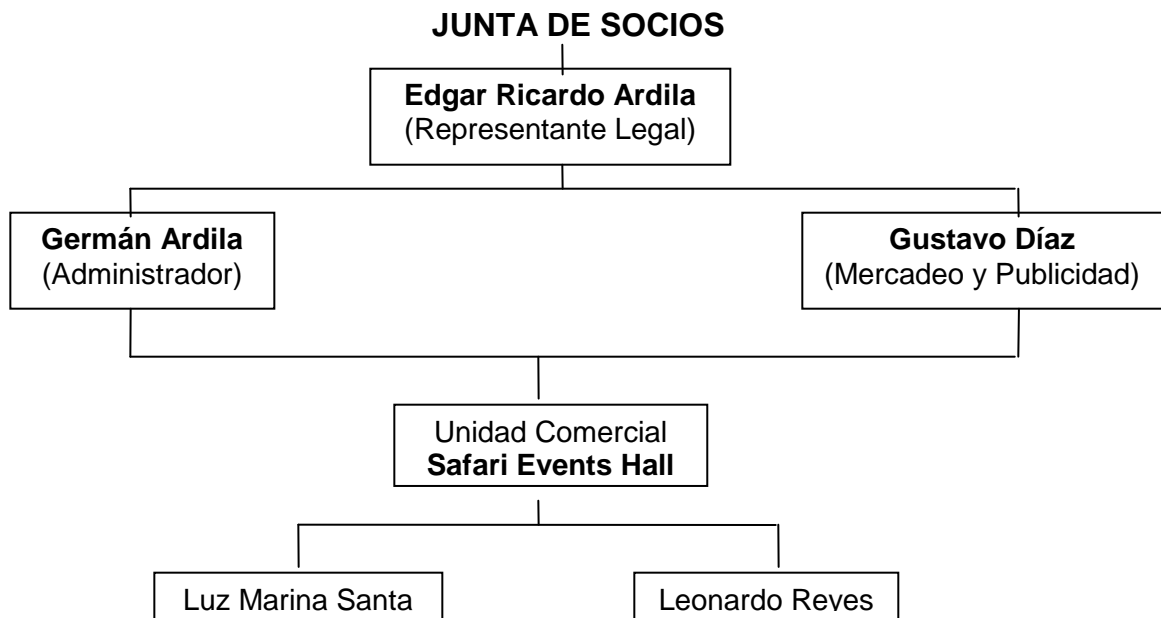 JUNTA DE SOCIOS
Edgar Ricardo Ardila
(Representante Legal)
Germán Ardila
(Administrador)
Gustavo Díaz
(Mercadeo y Publicidad)
Unidad Comercial
Safari Events Hall
Luz Marina Santa
Leonardo Reyes